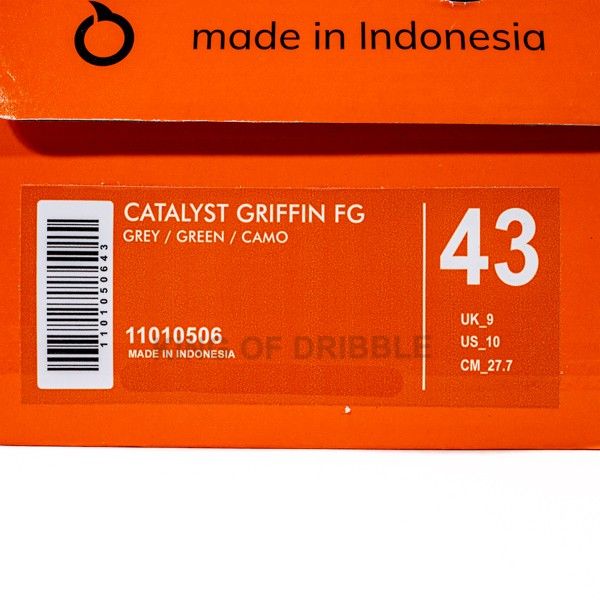 made in Indonesia
CATALYST GRIFFIN FG
GREY / GREEN / CAMO
11010506
MADE IN INDONESIA
OF DRIBBLE
1101050643
43
UK_9
US_10
CM_27.7